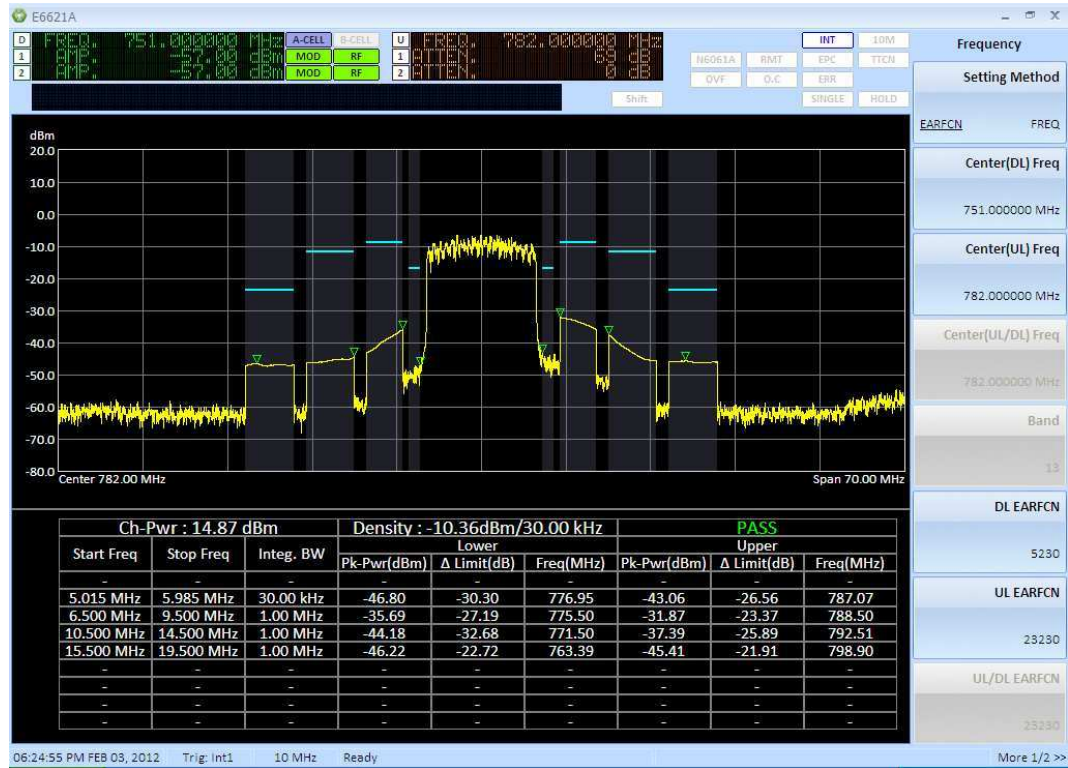 E6621A
D FREQ. 751.000000 MHz A-CELL B-CELL U FREQ. 782.000000 MHz INT 10M
1 AMP. -37.00 dBm MOD RF 1 N6061A RMT EPC TTCN
2 AMP. -37.00 dBm MOD RF 2 ATTEN. 0 dB OVF O.C ERR
Shift SINGLE HOLD
Frequency
Setting Method
EARFCN FREQ
Center(DL) Freq
751.000000 MHz
Center(UL) Freq
782.000000 MHz
Center(UL/DL) Freq
782.000000 MHz
Band
13
DL EARFCN
5230
UL EARFCN
23230
UL/DL EARFCN
23230
dBm
20.0
10.0
0.0
-10.0
-20.0
-30.0
-40.0
-50.0
-60.0
-70.0
-80.0
Center 782.00 MHz Span 70.00 MHz
Ch-Pwr : 14.87 dBm Density : -10.36dBm/30.00 kHz PASS
Start Freq Stop Freq Integ. BW Lower Upper
Pk-Pwr(dBm) Δ Limit(dB) Freq(MHz) Pk-Pwr(dBm) Δ Limit(dB) Freq(MHz)
- - - - - - - - -
5.015 MHz 5.985 MHz 30.00 kHz -46.80 -30.30 776.95 -43.06 -26.56 787.07
6.500 MHz 9.500 MHz 1.00 MHz -35.69 -27.19 775.50 -31.87 -23.37 788.50
10.500 MHz 14.500 MHz 1.00 MHz -44.18 -32.68 771.50 -37.39 -25.89 792.51
15.500 MHz 19.500 MHz 1.00 MHz -46.22 -22.72 763.39 -45.41 -21.91 798.90
- - - - - - - - -
- - - - - - - - -
- - - - - - - - -
- - - - - - - - -
06:24:55 PM FEB 03, 2012 Trig: Int1 10 MHz Ready More 1/2 >>